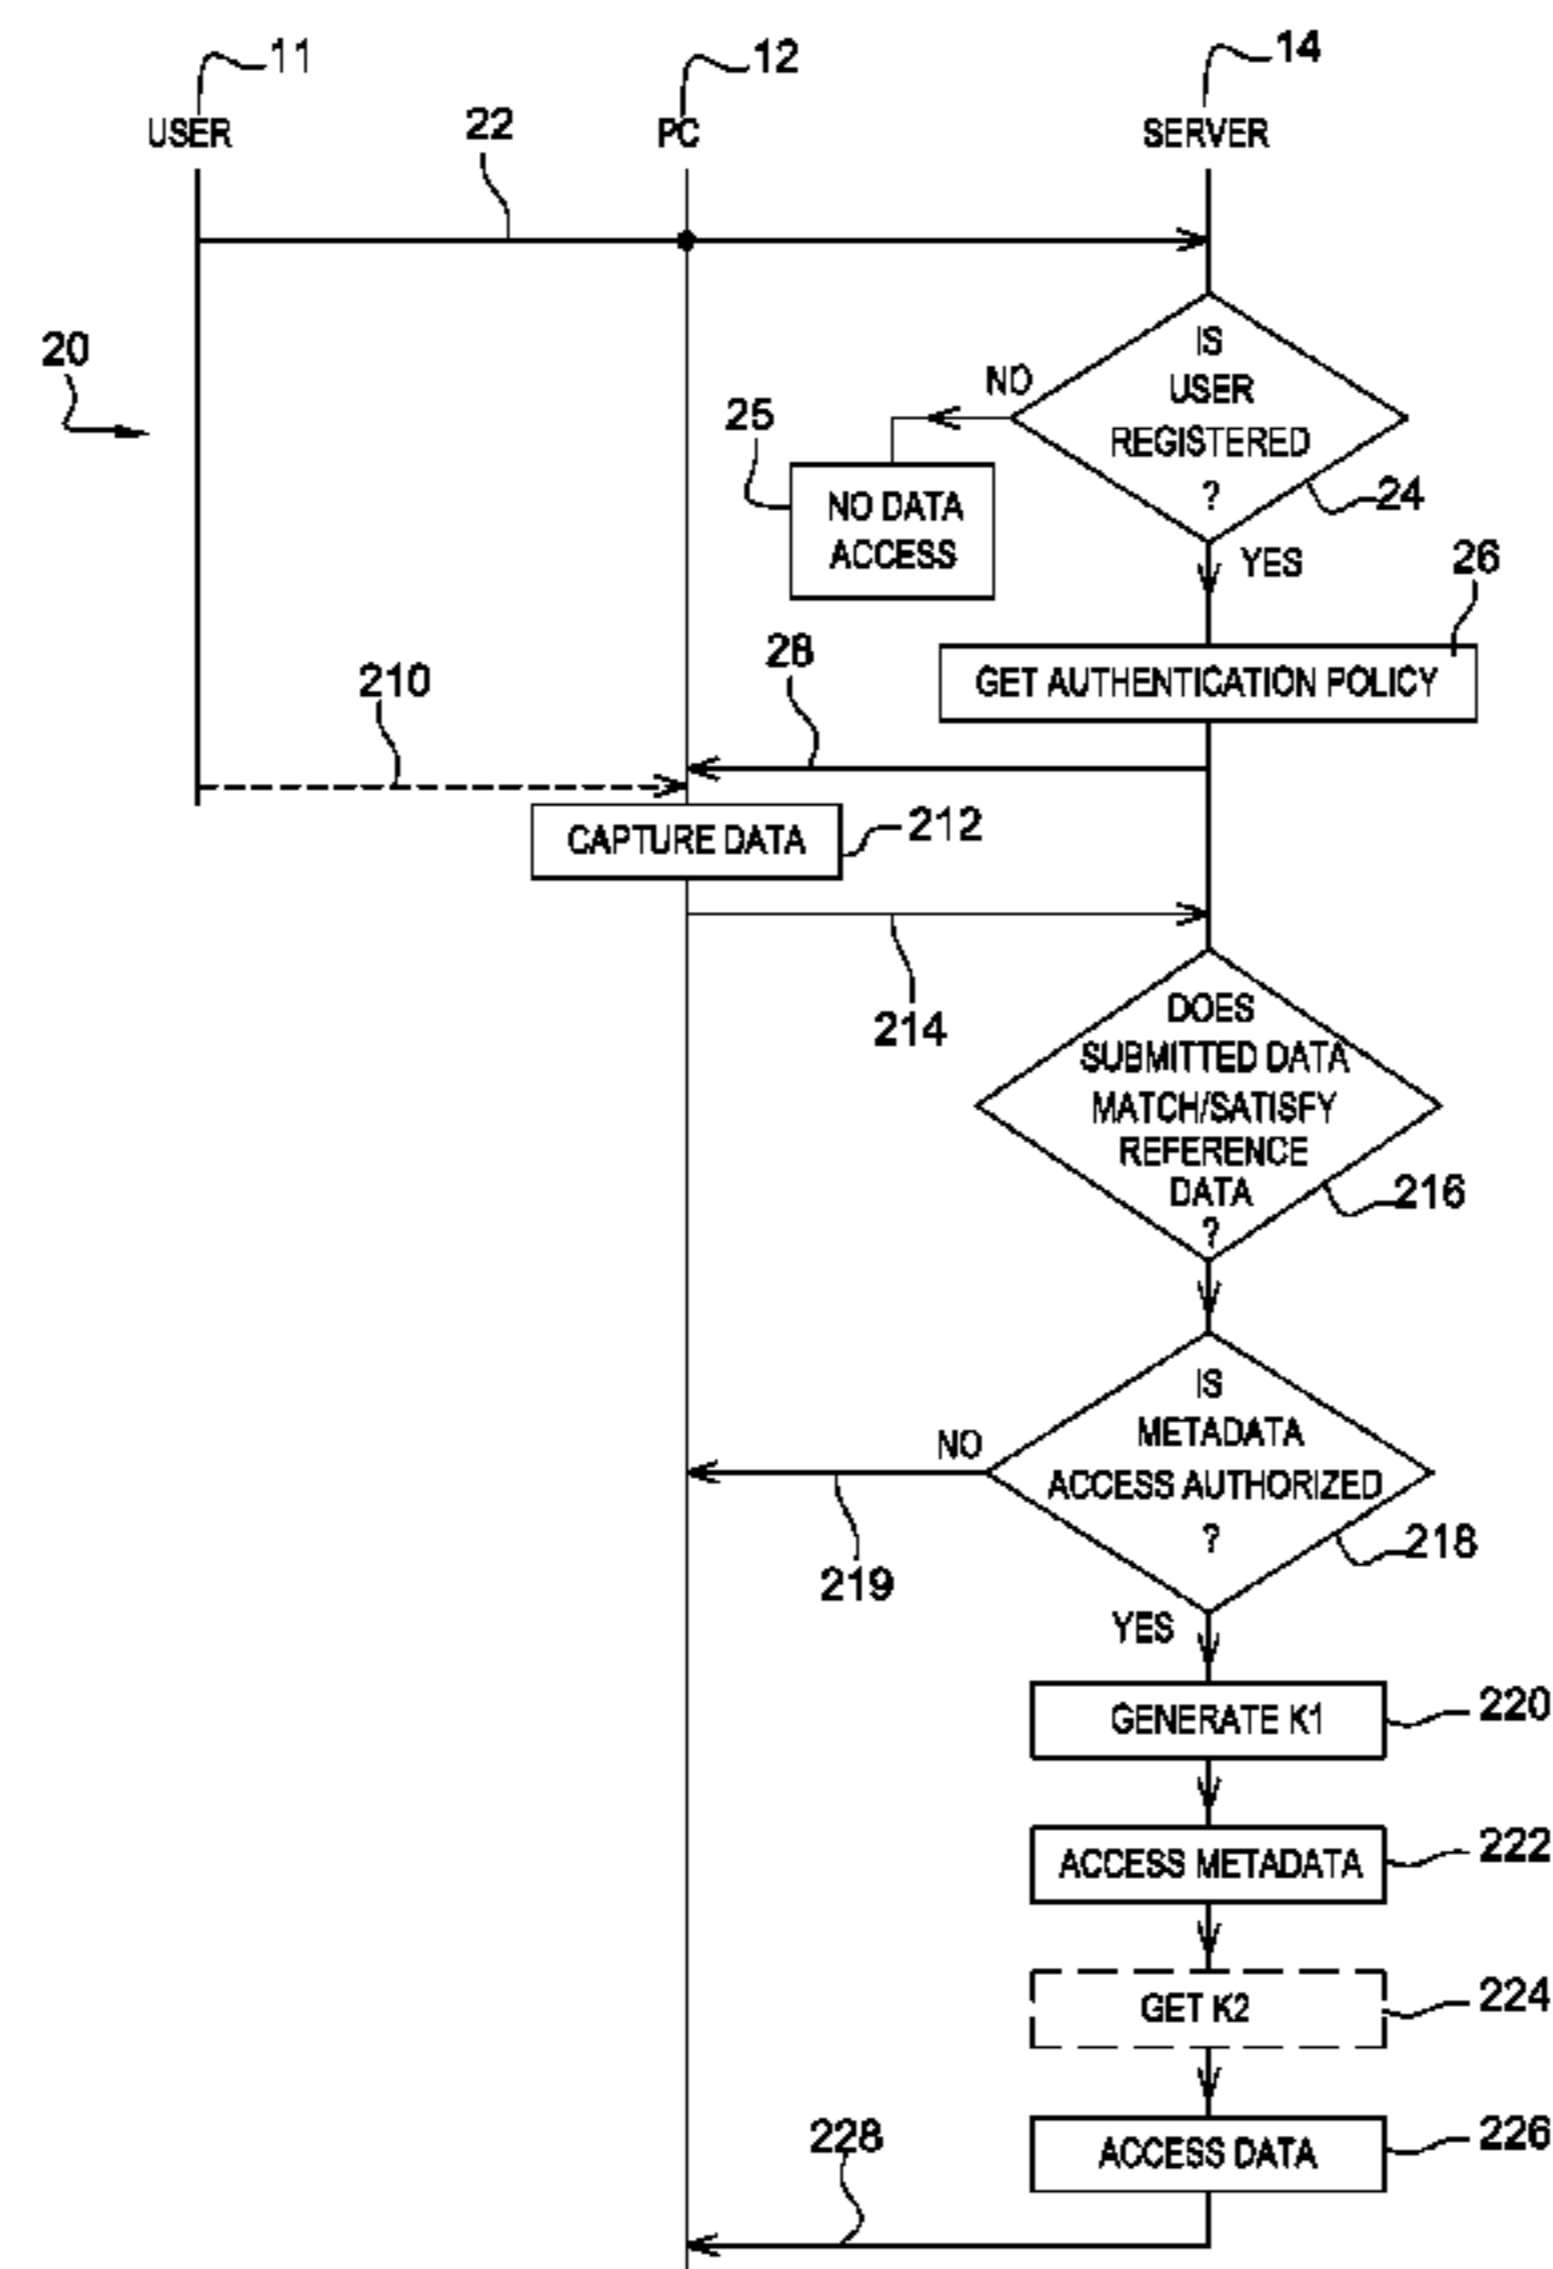 11
12
14
USER
PC
SERVER
22
20
IS
USER
REGISTERED
?
NO
24
25
NO DATA
ACCESS
YES
26
GET AUTHENTICATION POLICY
28
210
CAPTURE DATA
212
214
DOES
SUBMITTED DATA
MATCH/SATISFY
REFERENCE
DATA
?
216
IS
METADATA
ACCESS AUTHORIZED
?
NO
218
219
YES
GENERATE K1
220
ACCESS METADATA
222
GET K2
224
ACCESS DATA
226
228